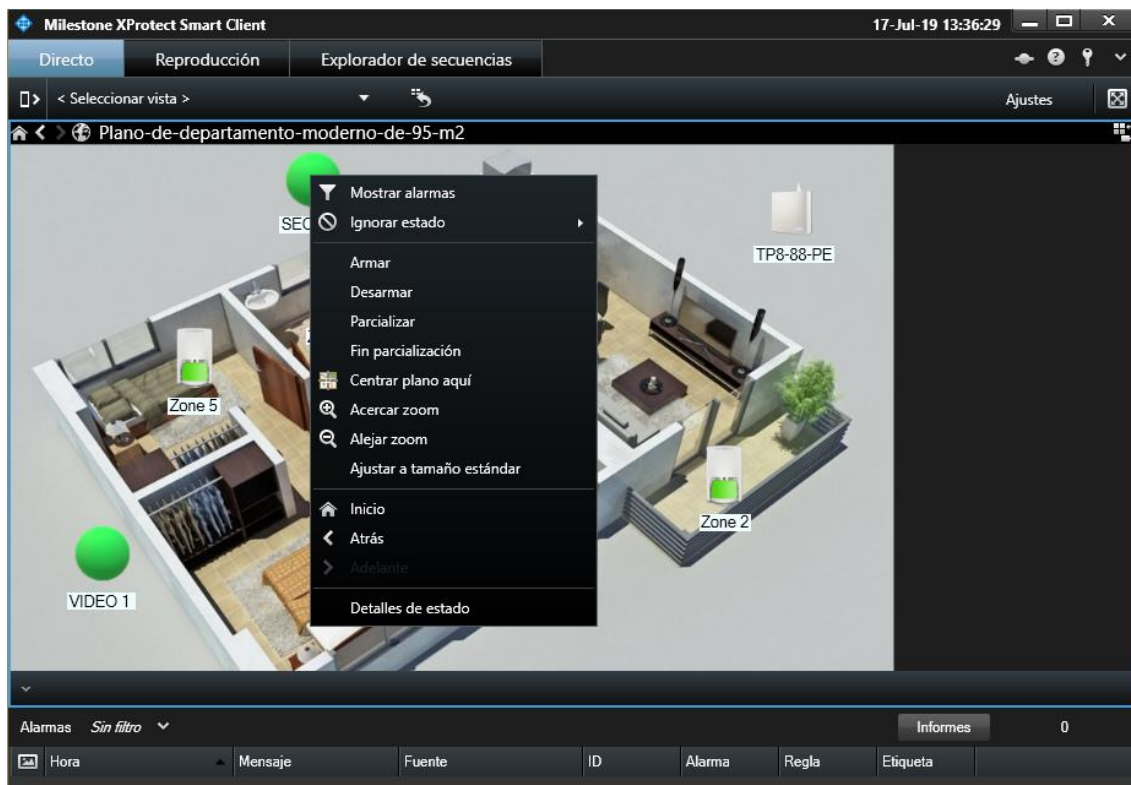 Milestone XProtect Smart Client
17-Jul-19 13:36:29
Directo Reproducción Explorador de secuencias
< Seleccionar vista >
Ajustes
Plano-de-departamento-moderno-de-95-m2
Mostrar alarmas
Ignorar estado
Armar
Desarmar
Parcializar
Fin parcialización
Centrar plano aquí
Acercar zoom
Alejar zoom
Ajustar a tamaño estándar
Inicio
Atrás
Adelante
Detalles de estado
TP8-88-PE
Zone 5
Zone 2
VIDEO 1
Alarmas Sin filtro
Informes 0
Hora Mensaje Fuente ID Alarma Regla Etiqueta